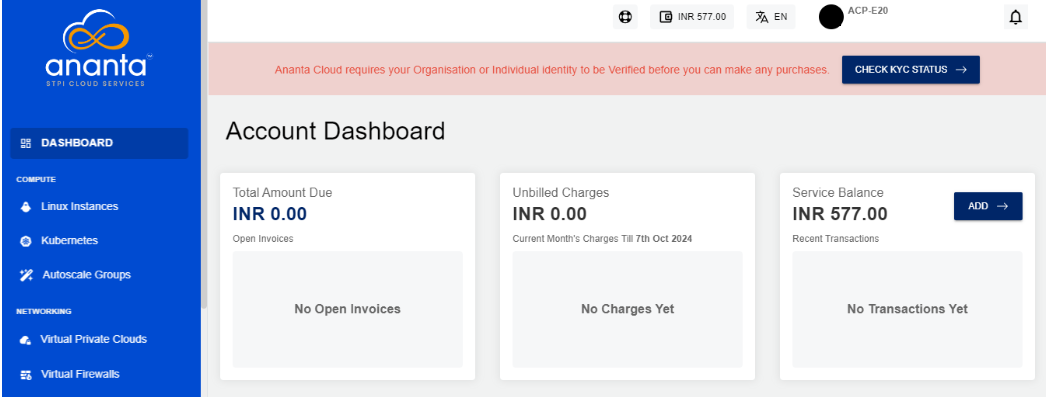 ananta
STPI CLOUD SERVICES
DASHBOARD
COMPUTE
Linux Instances
Kubernetes
Autoscale Groups
NETWORKING
Virtual Private Clouds
Virtual Firewalls
INR 577.00
EN
ACP-E20
Ananta Cloud requires your Organisation or Individual identity to be Verified before you can make any purchases.
CHECK KYC STATUS →
Account Dashboard
Total Amount Due
INR 0.00
Open Invoices
No Open Invoices
Unbilled Charges
INR 0.00
Current Month's Charges Till 7th Oct 2024
No Charges Yet
Service Balance
INR 577.00
ADD →
Recent Transactions
No Transactions Yet